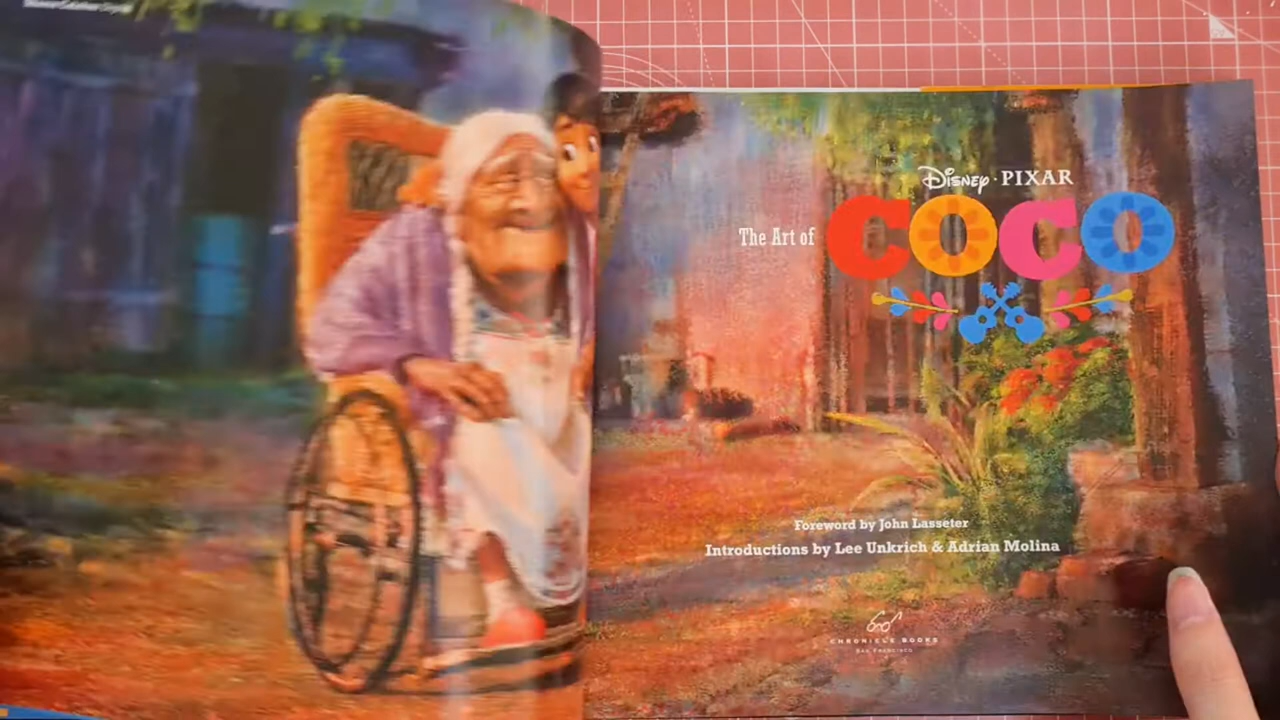 Disney · PIXAR
The Art of COCO
Foreword by John Lasseter
Introductions by Lee Unkrich & Adrian Molina
CHRONICLE BOOKS
SAN FRANCISCO